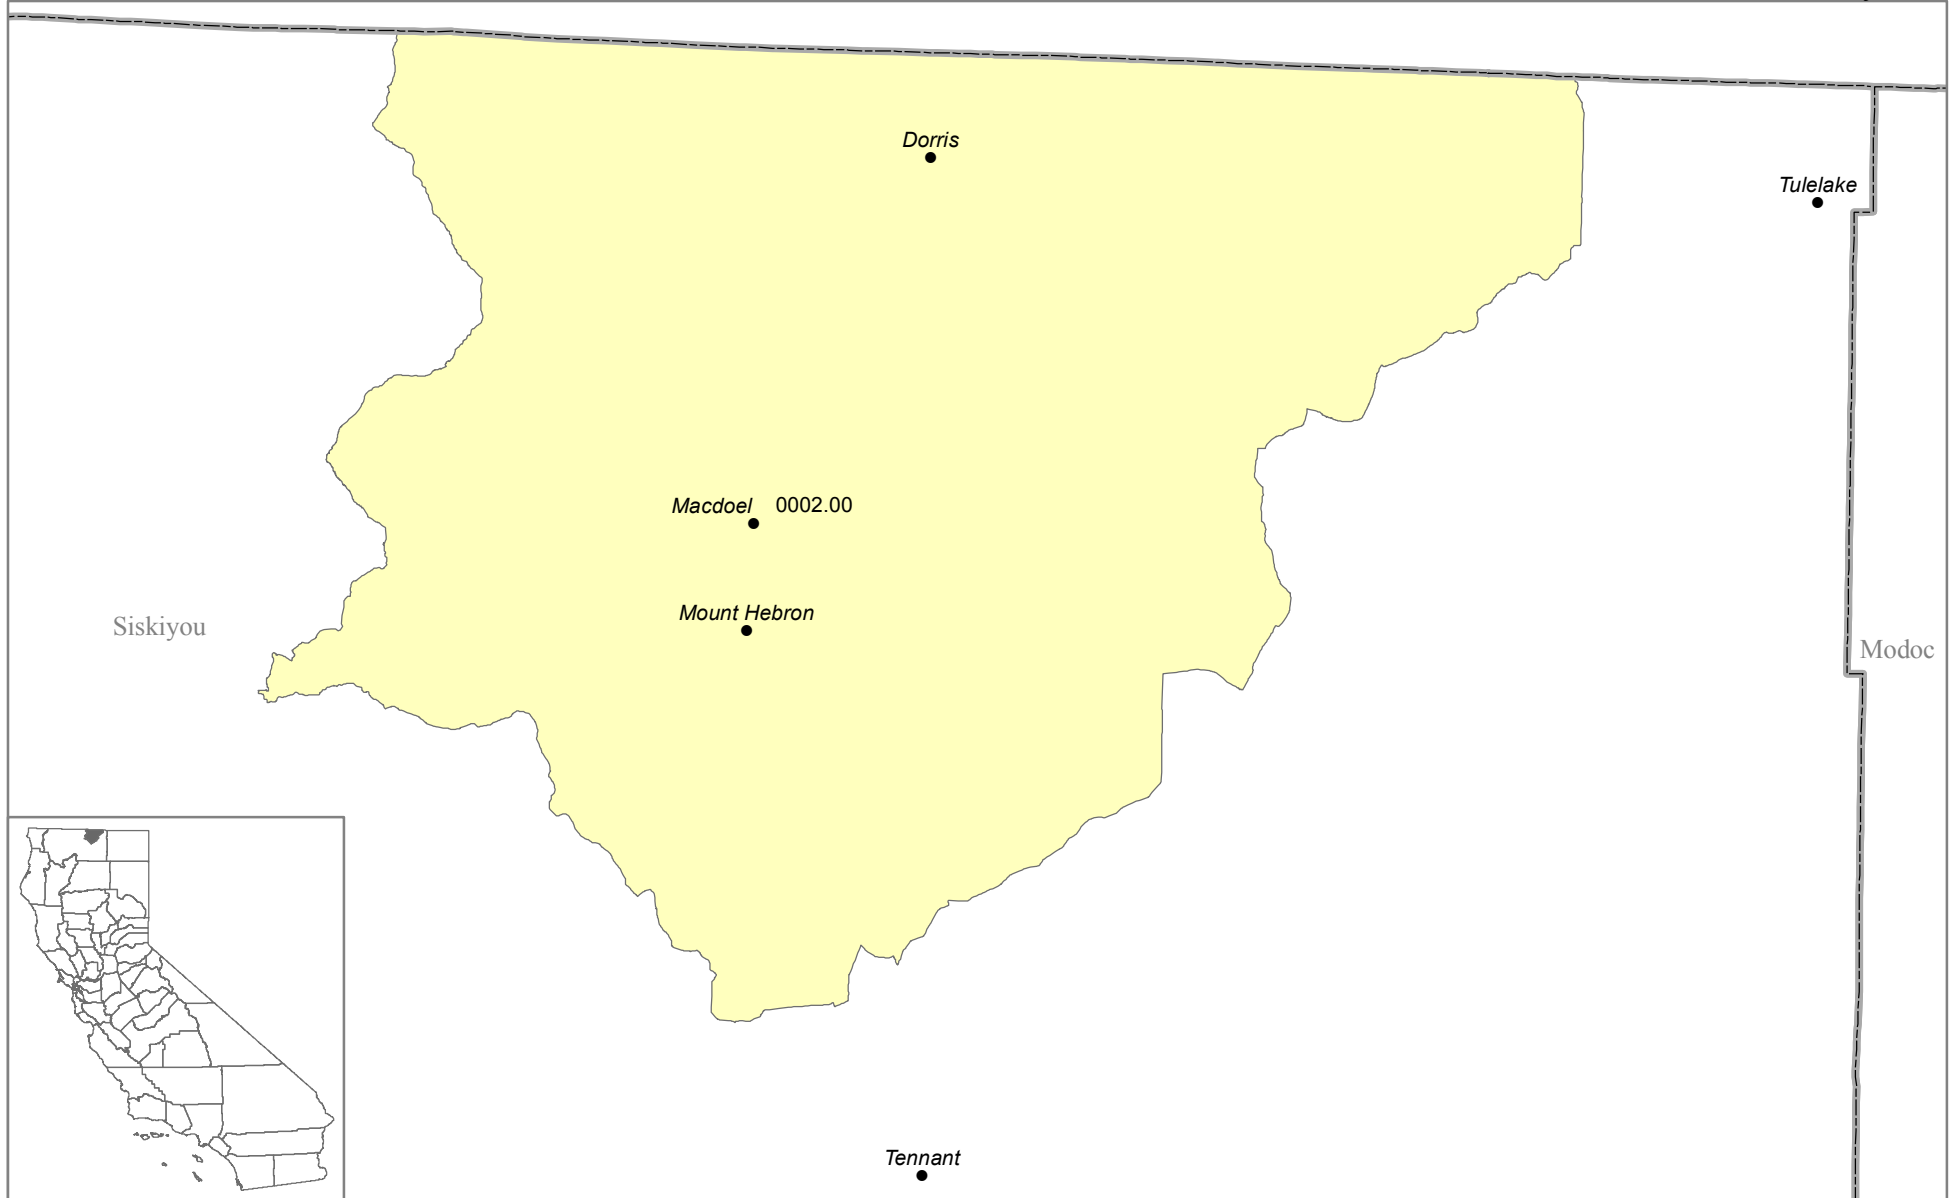 Dorris
Tulelake
Macdoel 0002.00
Mount Hebron
Siskiyou
Modoc
Tennant